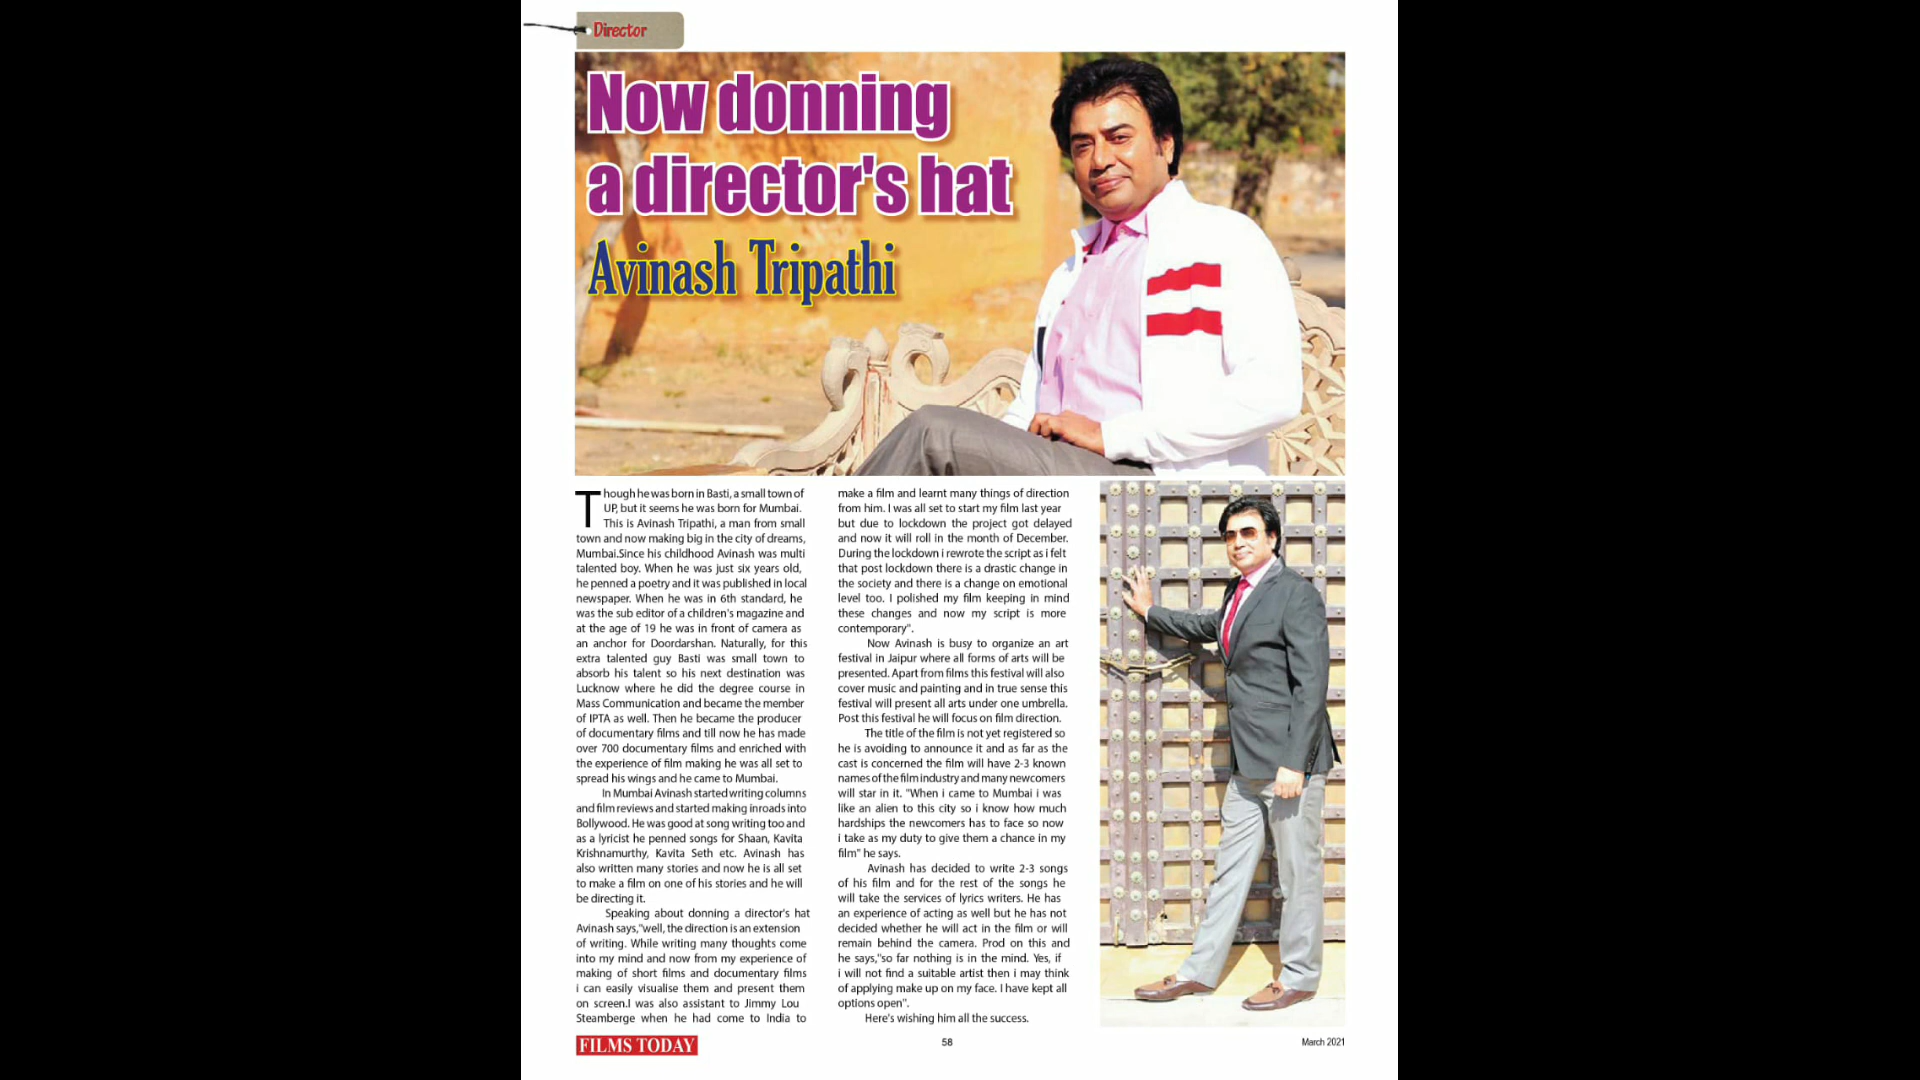 Director
Now donning
a director's hat
Avinash Tripathi
Though he was born in Basti, a small town of
UP, but it seems he was born for Mumbai.
This is Avinash Tripathi, a man from small
town and now making big in the city of dreams,
Mumbai.Since his childhood Avinash was multi
talented boy. When he was just six years old,
he penned a poetry and it was published in local
newspaper. When he was in 6th standard, he
was the sub editor of a children's magazine and
at the age of 19 he was in front of camera as
an anchor for Doordarshan. Naturally, for this
extra talented guy Basti was small town to
absorb his talent so his next destination was
Lucknow where he did the degree course in
Mass Communication and became the member
of IPTA as well. Then he became the producer
of documentary films and till now he has made
over 700 documentary films and enriched with
the experience of film making he was all set to
spread his wings and he came to Mumbai.
In Mumbai Avinash started writing columns
and film reviews and started making inroads into
Bollywood. He was good at song writing too and
as a lyricist he penned songs for Shaan, Kavita
Krishnamurthy, Kavita Seth etc. Avinash has
also written many stories and now he is all set
to make a film on one of his stories and he will
be directing it.
Speaking about donning a director's hat
Avinash says,"well, the direction is an extension
of writing. While writing many thoughts come
into my mind and now from my experience of
making of short films and documentary films
i can easily visualise them and present them
on screen.I was also assistant to Jimmy Lou
Steamberge when he had come to India to
make a film and learnt many things of direction
from him. I was all set to start my film last year
but due to lockdown the project got delayed
and now it will roll in the month of December.
During the lockdown i rewrote the script as i felt
that post lockdown there is a drastic change in
the society and there is a change on emotional
level too. I polished my film keeping in mind
these changes and now my script is more
contemporary".
Now Avinash is busy to organize an art
festival in Jaipur where all forms of arts will be
presented. Apart from films this festival will also
cover music and painting and in true sense this
festival will present all arts under one umbrella.
Post this festival he will focus on film direction.
The title of the film is not yet registered so
he is avoiding to announce it and as far as the
cast is concerned the film will have 2-3 known
names of the film industry and many newcomers
will star in it. "When i came to Mumbai i was
like an alien to this city so i know how much
hardships the newcomers has to face so now
i take as my duty to give them a chance in my
film" he says.
Avinash has decided to write 2-3 songs
of his film and for the rest of the songs he
will take the services of lyrics writers. He has
an experience of acting as well but he has not
decided whether he will act in the film or will
remain behind the camera. Prod on this and
he says,"so far nothing is in the mind. Yes, if
i will not find a suitable artist then i may think
of applying make up on my face. I have kept all
options open".
Here's wishing him all the success.
FILMS TODAY
58
March 2021